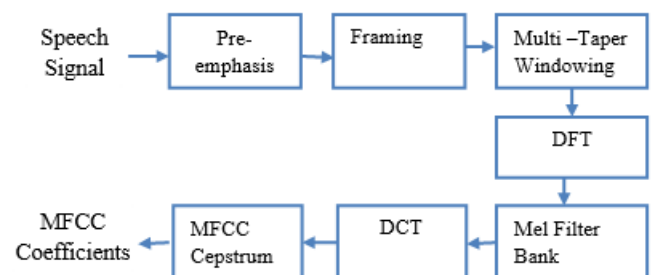 Speech
Signal
Pre-
emphasis
Framing
Multi –Taper
Windowing
DFT
Mel Filter
Bank
DCT
MFCC
Cepstrum
MFCC
Coefficients